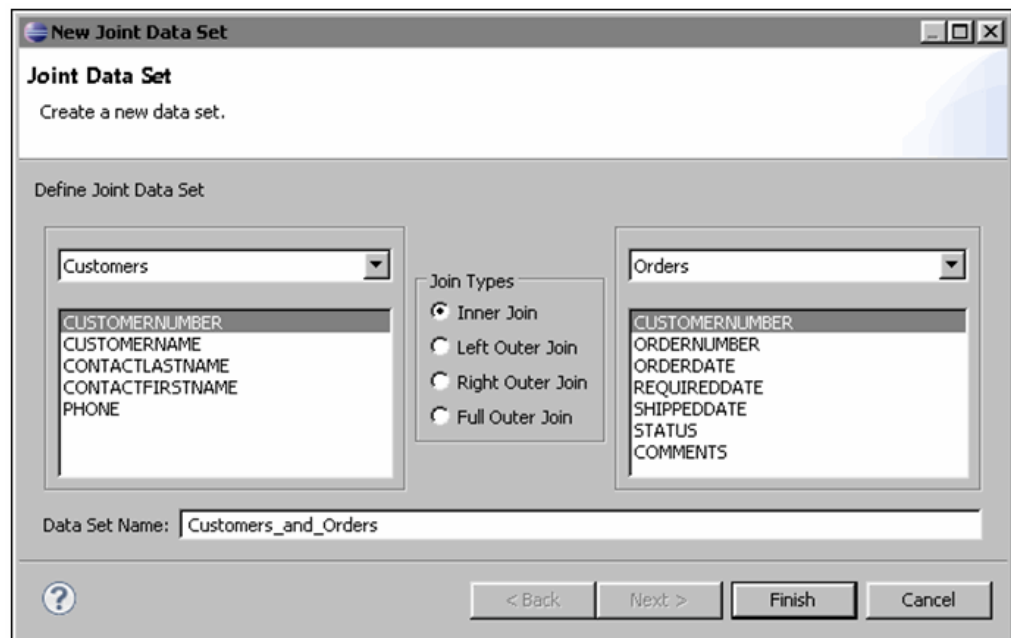 New Joint Data Set
Joint Data Set
Create a new data set.
Define Joint Data Set
Customers
CUSTOMERNUMBER
CUSTOMERNAME
CONTACTLASTNAME
CONTACTFIRSTNAME
PHONE
Join Types
Inner Join
Left Outer Join
Right Outer Join
Full Outer Join
Orders
CUSTOMERNUMBER
ORDERNUMBER
ORDERDATE
REQUIREDDATE
SHIPPEDDATE
STATUS
COMMENTS
Data Set Name: Customers_and_Orders
?
< Back
Next >
Finish
Cancel